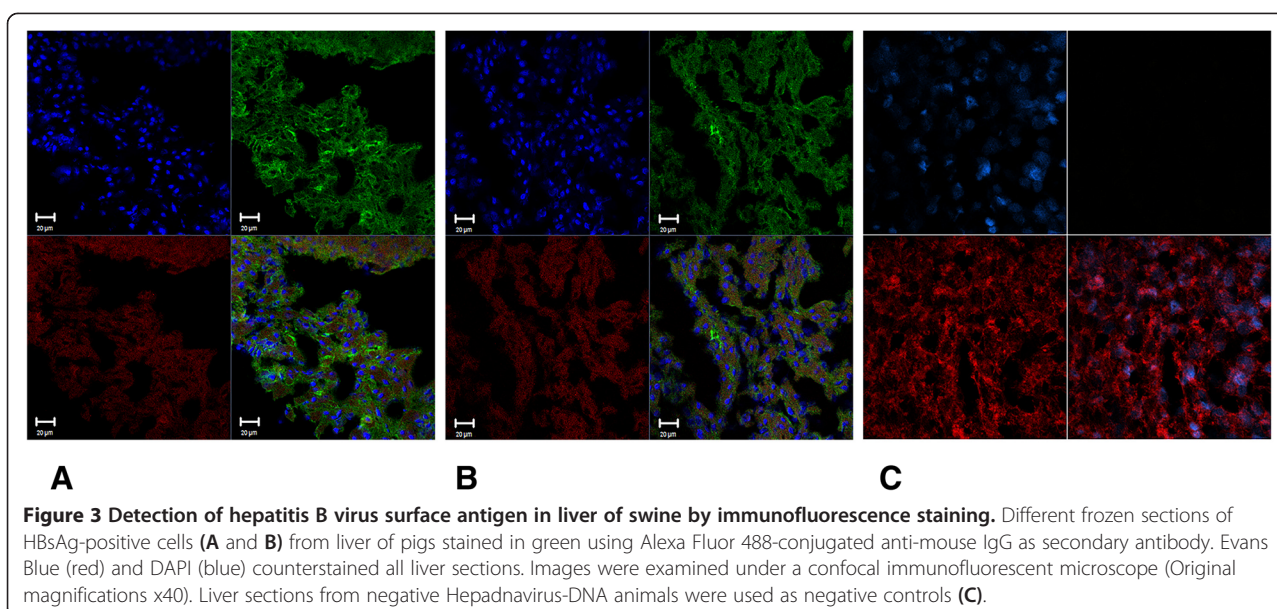 20 µm
20 µm
20 µm
20 µm
20 µm
20 µm
20 µm
20 µm
A
B
C
Figure 3 Detection of hepatitis B virus surface antigen in liver of swine by immunofluorescence staining. Different frozen sections of
HBsAg-positive cells (A and B) from liver of pigs stained in green using Alexa Fluor 488-conjugated anti-mouse IgG as secondary antibody. Evans
Blue (red) and DAPI (blue) counterstained all liver sections. Images were examined under a confocal immunofluorescent microscope (Original
magnifications x40). Liver sections from negative Hepadnavirus-DNA animals were used as negative controls (C).